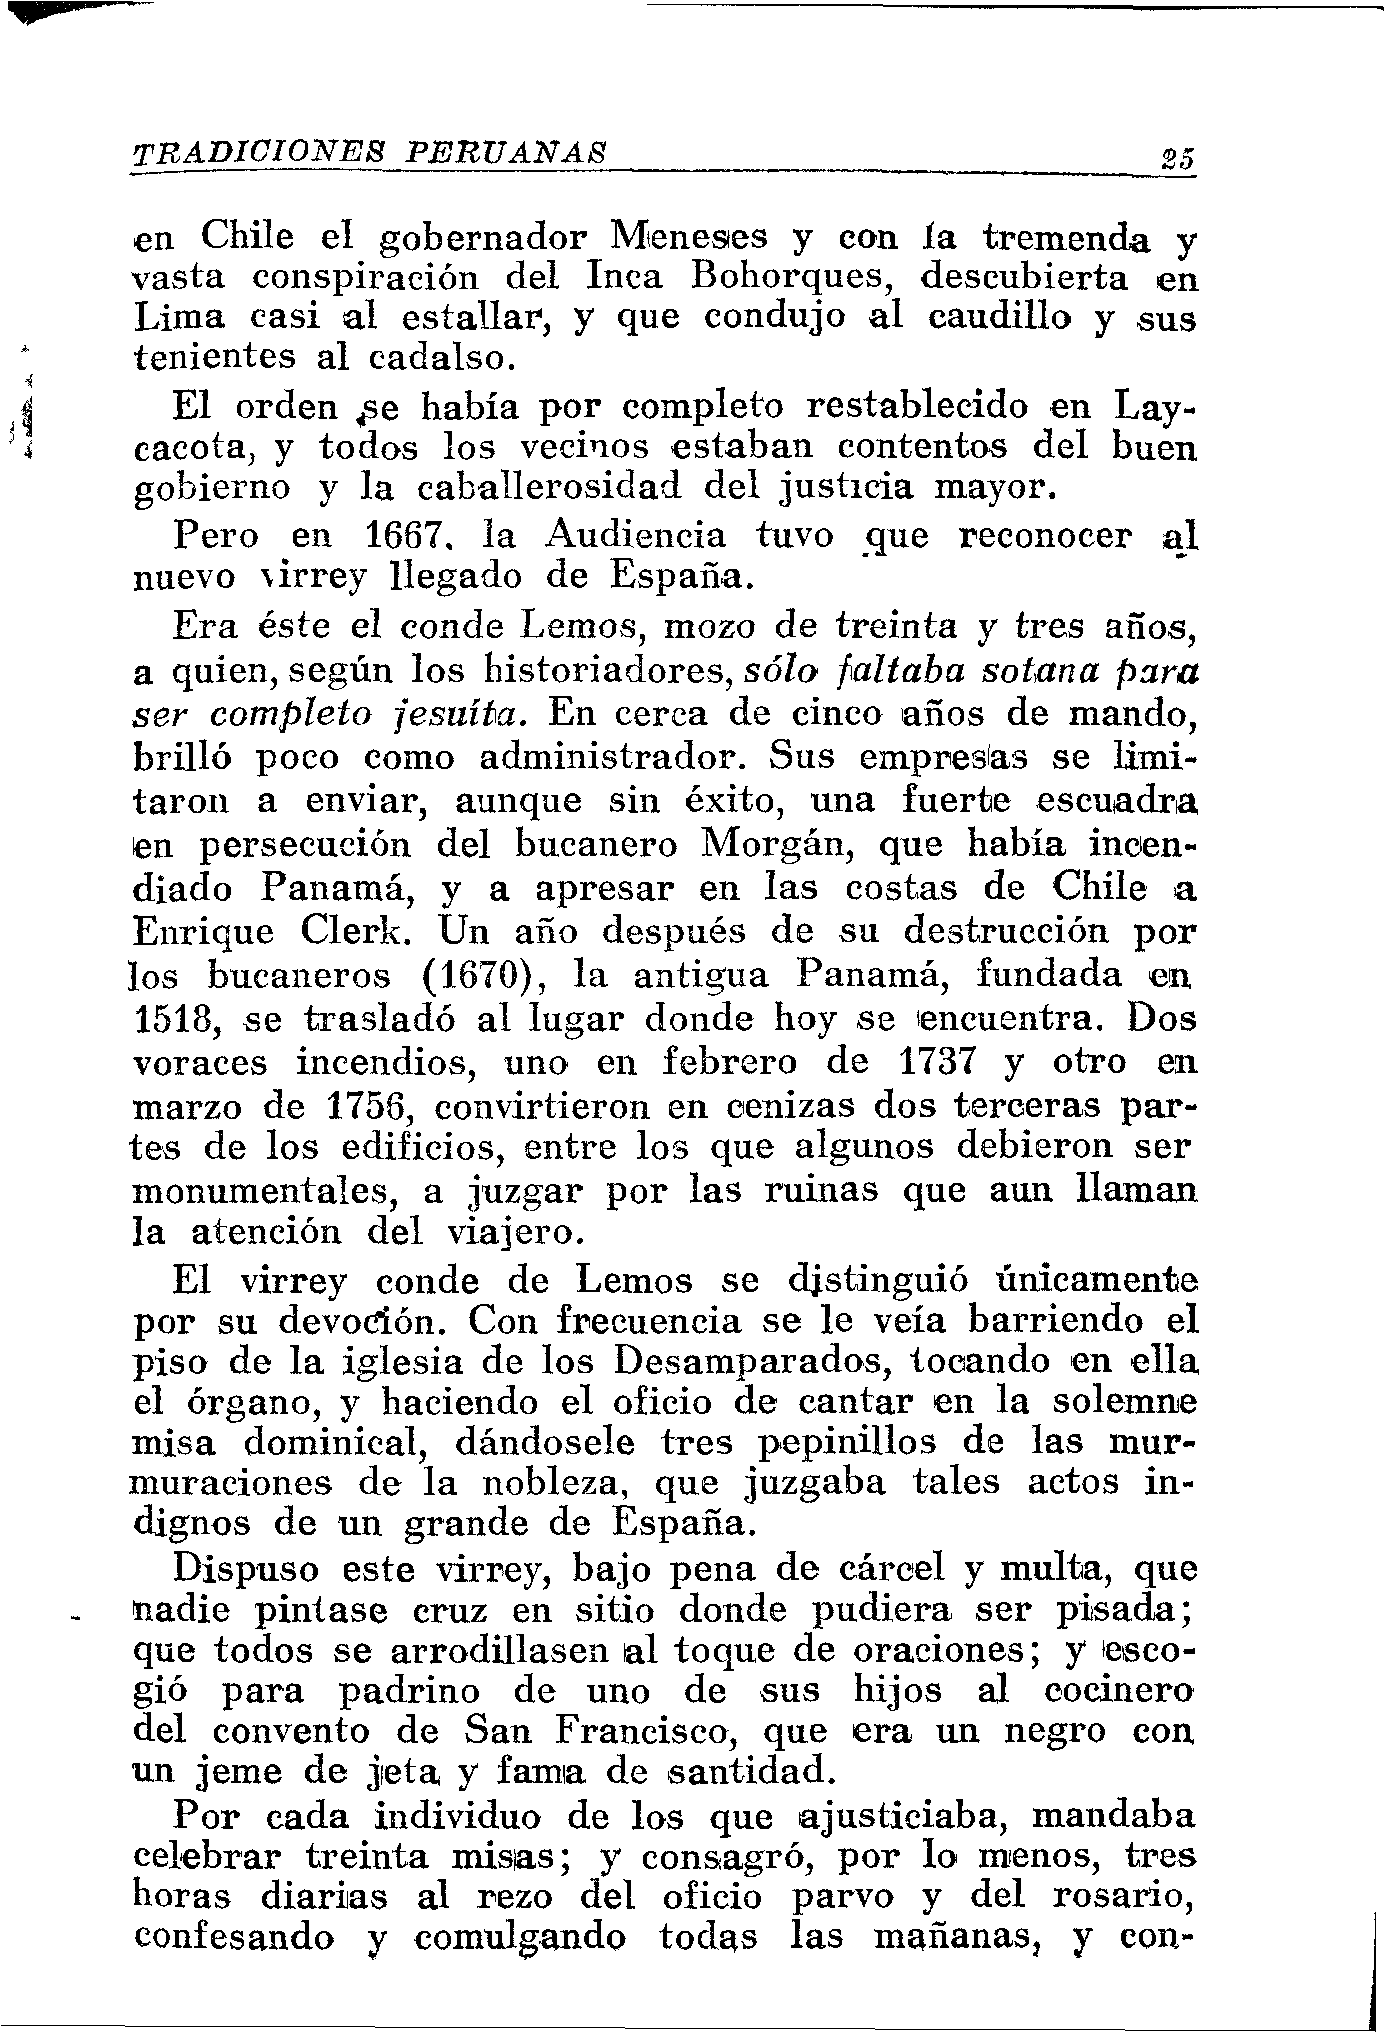 TRADICIONES PERUANAS 25
en Chile el gobernador Meneses y con la tremenda y
vasta conspiración del Inca Bohorques, descubierta en
Lima casi al estallar, y que condujo al caudillo y sus
tenientes al cadalso.
El orden se había por completo restablecido en Lay-
cacota, y todos los vecinos estaban contentos del buen
gobierno y la caballerosidad del justicia mayor.
Pero en 1667, la Audiencia tuvo que reconocer al
nuevo virrey llegado de España.
Era éste el conde Lemos, mozo de treinta y tres años,
a quien, según los historiadores, sólo faltaba sotana para
ser completo jesuíta. En cerca de cinco años de mando,
brilló poco como administrador. Sus empresas se limi-
taron a enviar, aunque sin éxito, una fuerte escuadra
en persecución del bucanero Morgán, que había incen-
diado Panamá, y a apresar en las costas de Chile a
Enrique Clerk. Un año después de su destrucción por
los bucaneros (1670), la antigua Panamá, fundada en
1518, se trasladó al lugar donde hoy se encuentra. Dos
voraces incendios, uno en febrero de 1737 y otro en
marzo de 1756, convirtieron en cenizas dos terceras par-
tes de los edificios, entre los que algunos debieron ser
monumentales, a juzgar por las ruinas que aun llaman
la atención del viajero.
El virrey conde de Lemos se distinguió únicamente
por su devoción. Con frecuencia se le veía barriendo el
piso de la iglesia de los Desamparados, tocando en ella
el órgano, y haciendo el oficio de cantar en la solemne
misa dominical, dándosele tres pepinillos de las mur-
muraciones de la nobleza, que juzgaba tales actos in-
dignos de un grande de España.
Dispuso este virrey, bajo pena de cárcel y multa, que
nadie pintase cruz en sitio donde pudiera ser pisada;
que todos se arrodillasen al toque de oraciones; y esco-
gió para padrino de uno de sus hijos al cocinero
del convento de San Francisco, que era un negro con
un jeme de jeta y fama de santidad.
Por cada individuo de los que ajusticiaba, mandaba
celebrar treinta misas; y consagró, por lo menos, tres
horas diarias al rezo del oficio parvo y del rosario,
confesando y comulgando todas las mañanas, y con-